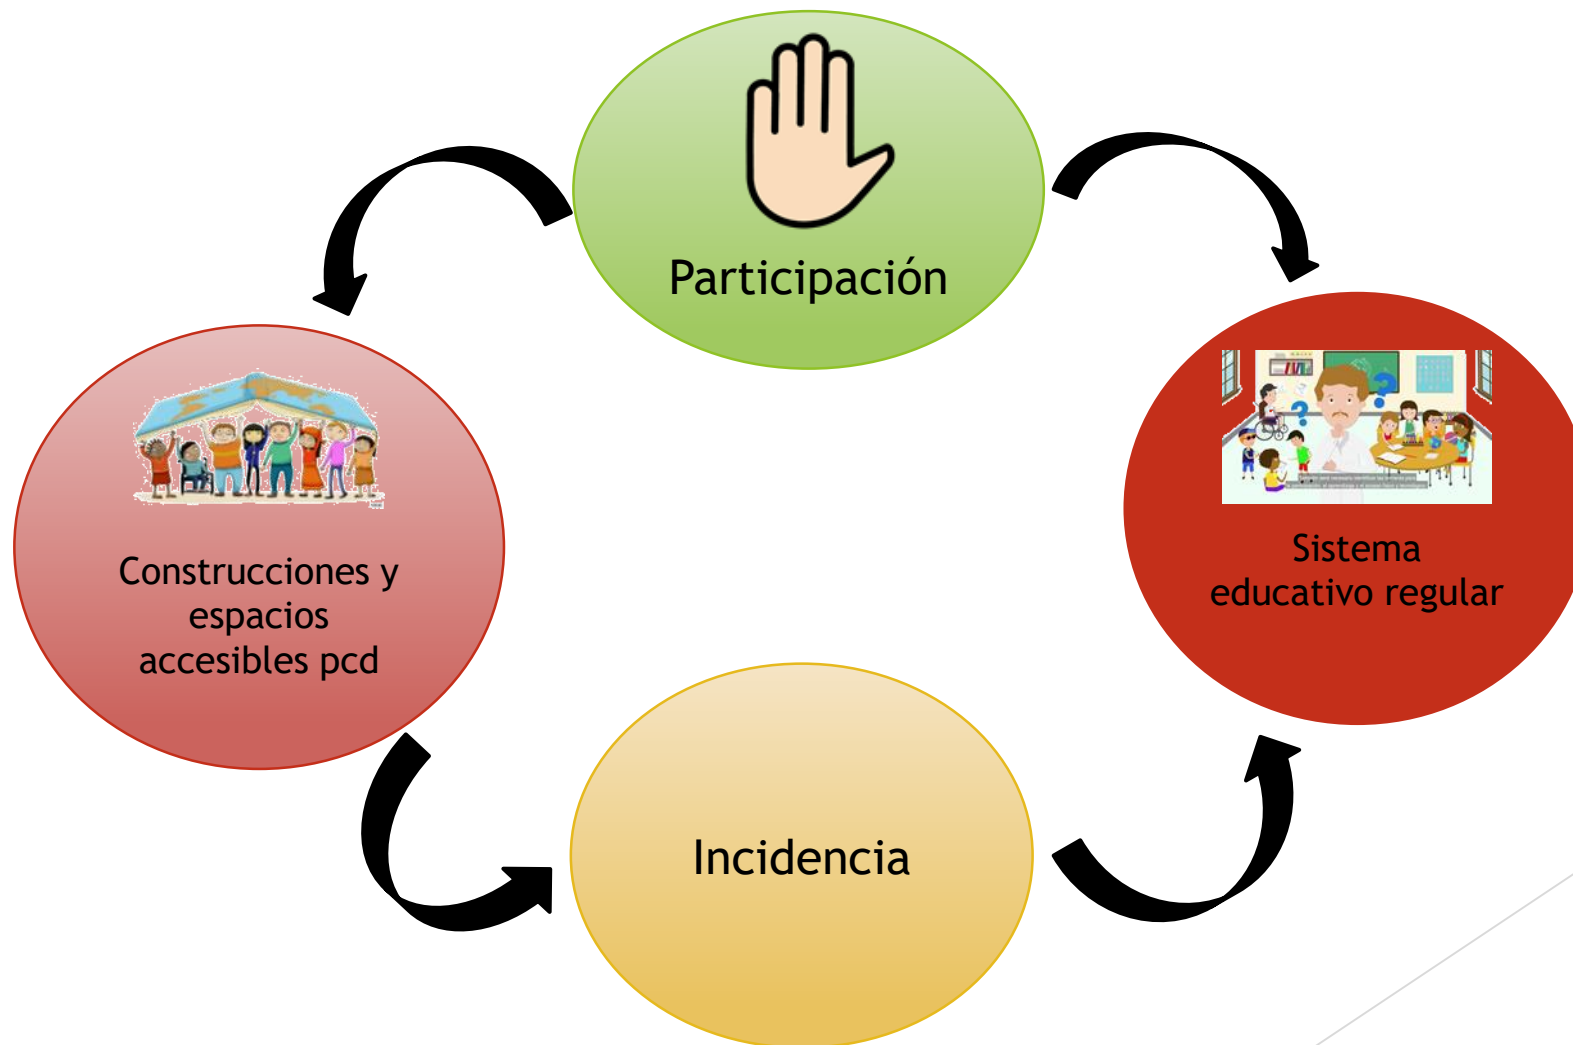 Participación
Construcciones y
espacios
accesibles pcd
Sistema
educativo regular
Incidencia